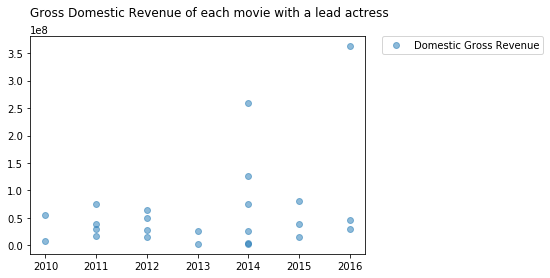 Gross Domestic Revenue of each movie with a lead actress
1e8
Domestic Gross Revenue
3.5
3.0
2.5
2.0
1.5
1.0
0.5
0.0
2010 2011 2012 2013 2014 2015 2016